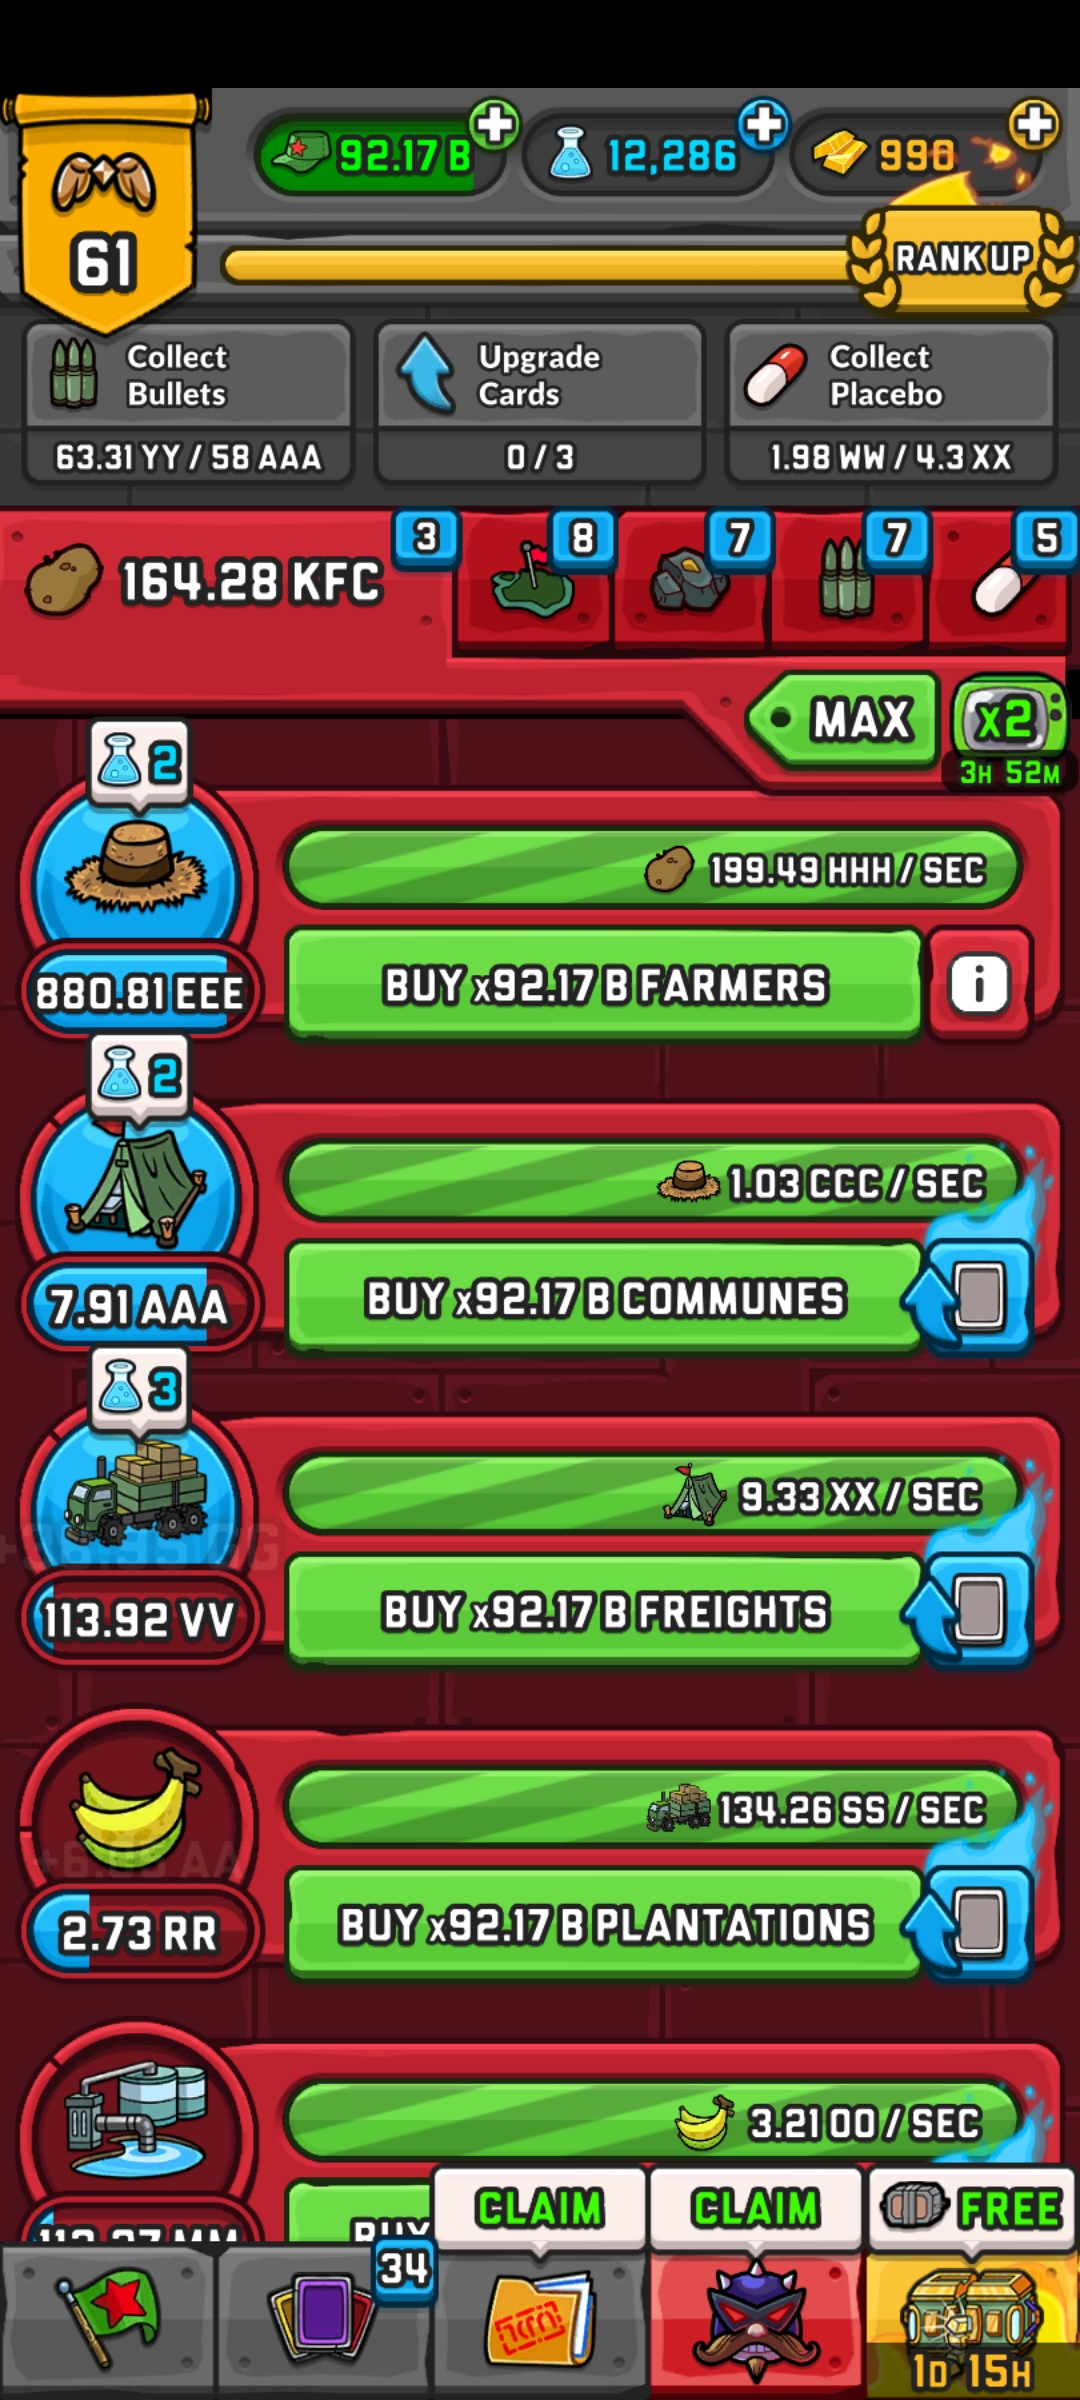 92.17 B
12,286
990
61
RANK UP
Collect
Bullets
63.31 YY / 58 AAA
Upgrade
Cards
0 / 3
Collect
Placebo
1.98 WW / 4.3 XX
164.28 KFC
3
8
7
7
5
MAX
x2
3H 52M
2
199.49 HHH / SEC
880.81 EEE
BUY x92.17 B FARMERS
i
2
1.03 CCC / SEC
7.91 AAA
BUY x92.17 B COMMUNES
3
9.33 XX / SEC
113.92 VV
BUY x92.17 B FREIGHTS
134.26 SS / SEC
2.73 RR
BUY x92.17 B PLANTATIONS
3.21 OO / SEC
BUY
CLAIM
CLAIM
FREE
34
1D 15H